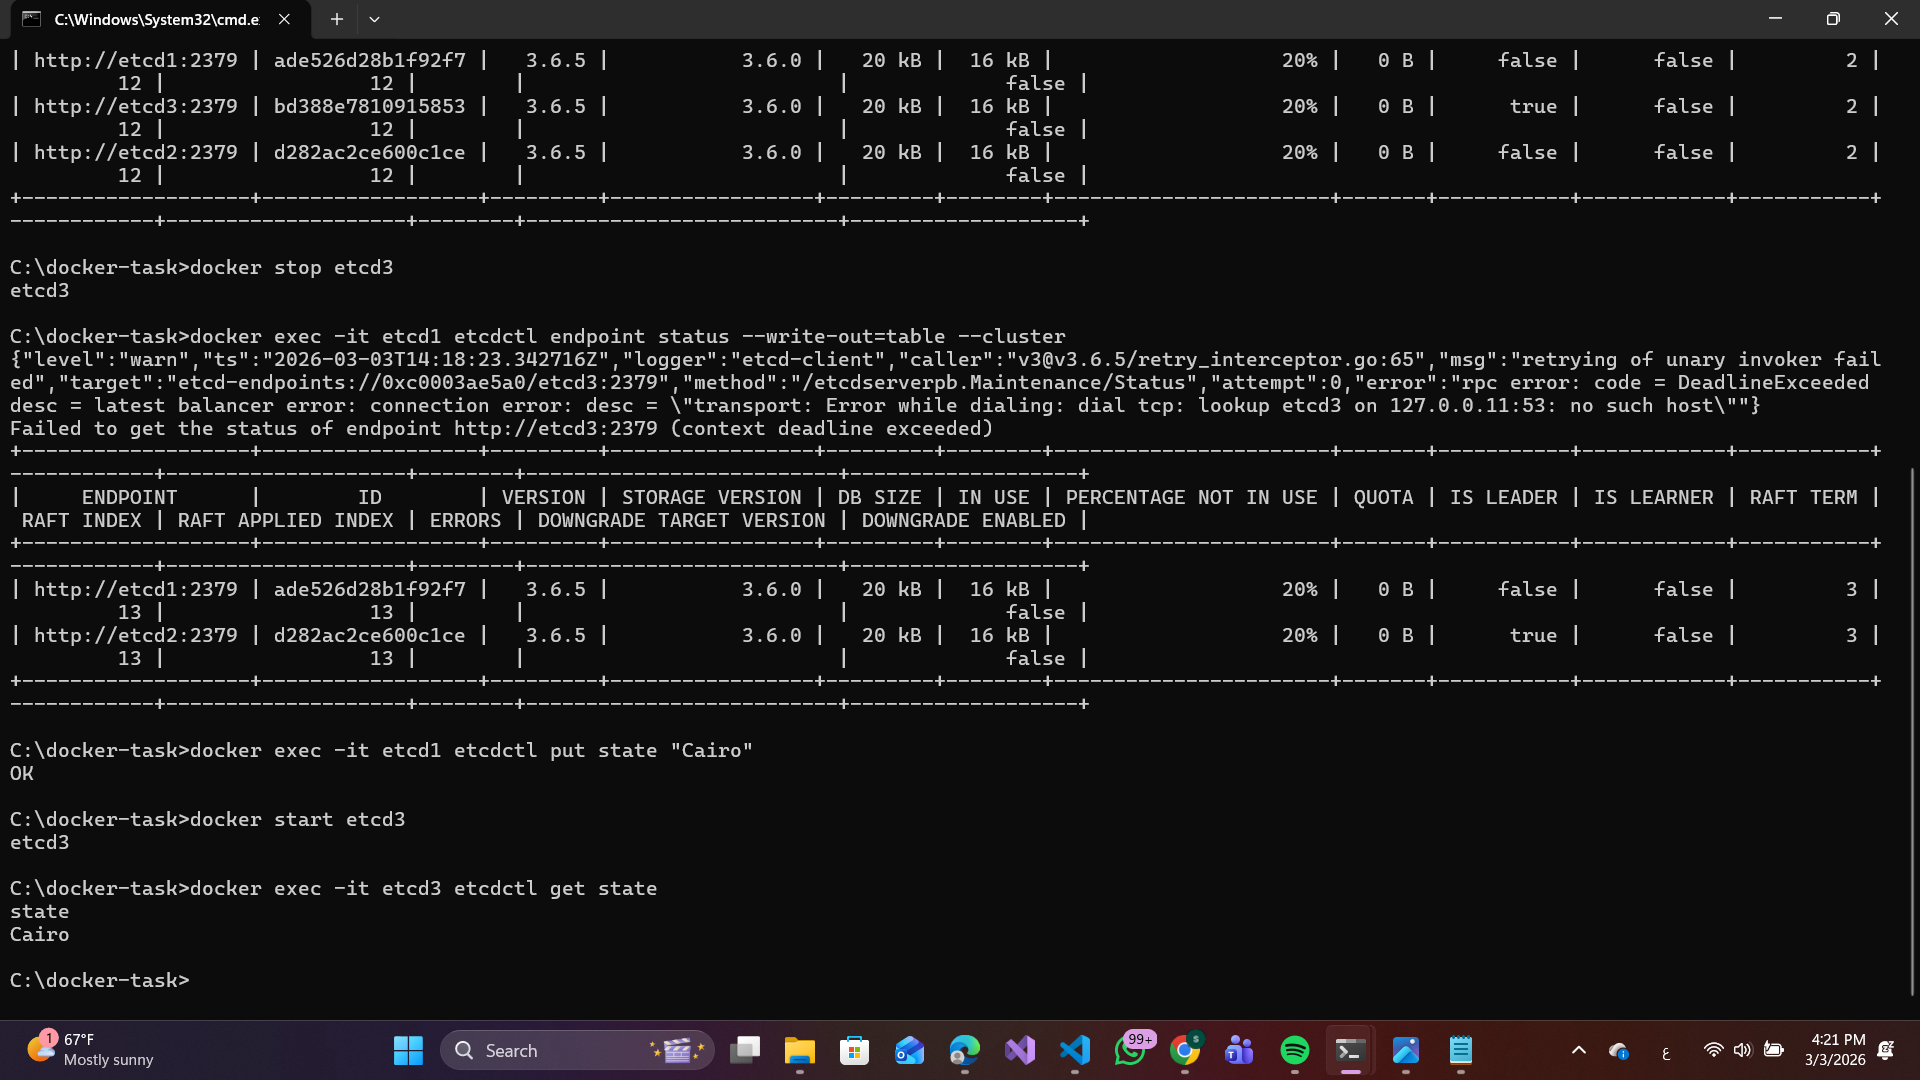 C:\Windows\System32\cmd.e
| http://etcd1:2379 | ade526d28b1f92f7 |   3.6.5 |           3.6.0 |   20 kB |  16 kB |                   20% |   0 B |     false |      false |         2 |
         12 |                 12 |        |                          |             false |
| http://etcd3:2379 | bd388e7810915853 |   3.6.5 |           3.6.0 |   20 kB |  16 kB |                   20% |   0 B |      true |      false |         2 |
         12 |                 12 |        |                          |             false |
| http://etcd2:2379 | d282ac2ce600c1ce |   3.6.5 |           3.6.0 |   20 kB |  16 kB |                   20% |   0 B |     false |      false |         2 |
         12 |                 12 |        |                          |             false |
+-------------------+------------------+---------+-----------------+---------+--------+-----------------------+-------+-----------+------------+-----------+
------------+--------------------+--------+--------------------------+-------------------+
C:\docker-task>docker stop etcd3
etcd3
C:\docker-task>docker exec -it etcd1 etcdctl endpoint status --write-out=table --cluster
{"level":"warn","ts":"2026-03-03T14:18:23.342716Z","logger":"etcd-client","caller":"v3@v3.6.5/retry_interceptor.go:65","msg":"retrying of unary invoker fail
ed","target":"etcd-endpoints://0xc0003ae5a0/etcd3:2379","method":"/etcdserverpb.Maintenance/Status","attempt":0,"error":"rpc error: code = DeadlineExceeded
desc = latest balancer error: connection error: desc = \"transport: Error while dialing: dial tcp: lookup etcd3 on 127.0.0.11:53: no such host\""}
Failed to get the status of endpoint http://etcd3:2379 (context deadline exceeded)
+-------------------+------------------+---------+-----------------+---------+--------+-----------------------+-------+-----------+------------+-----------+
------------+--------------------+--------+--------------------------+-------------------+
|     ENDPOINT      |        ID        | VERSION | STORAGE VERSION | DB SIZE | IN USE | PERCENTAGE NOT IN USE | QUOTA | IS LEADER | IS LEARNER | RAFT TERM |
 RAFT INDEX | RAFT APPLIED INDEX | ERRORS | DOWNGRADE TARGET VERSION | DOWNGRADE ENABLED |
+-------------------+------------------+---------+-----------------+---------+--------+-----------------------+-------+-----------+------------+-----------+
------------+--------------------+--------+--------------------------+-------------------+
| http://etcd1:2379 | ade526d28b1f92f7 |   3.6.5 |           3.6.0 |   20 kB |  16 kB |                   20% |   0 B |     false |      false |         3 |
         13 |                 13 |        |                          |             false |
| http://etcd2:2379 | d282ac2ce600c1ce |   3.6.5 |           3.6.0 |   20 kB |  16 kB |                   20% |   0 B |      true |      false |         3 |
         13 |                 13 |        |                          |             false |
+-------------------+------------------+---------+-----------------+---------+--------+-----------------------+-------+-----------+------------+-----------+
------------+--------------------+--------+--------------------------+-------------------+
C:\docker-task>docker exec -it etcd1 etcdctl put state "Cairo"
OK
C:\docker-task>docker start etcd3
etcd3
C:\docker-task>docker exec -it etcd3 etcdctl get state
state
Cairo
C:\docker-task>
1
67°F
Mostly sunny
Search
99+
ع
4:21 PM
3/3/2026